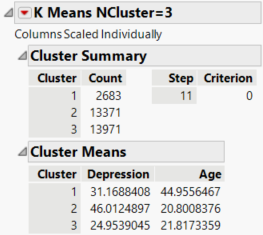 K Means NCluster=3
Columns Scaled Individually
Cluster Summary
Cluster Count Step Criterion
1 2683 11 0
2 13371
3 13971
Cluster Means
Cluster Depression Age
1 31.1688408 44.9556467
2 46.0124897 20.8008376
3 24.9539045 21.8173359